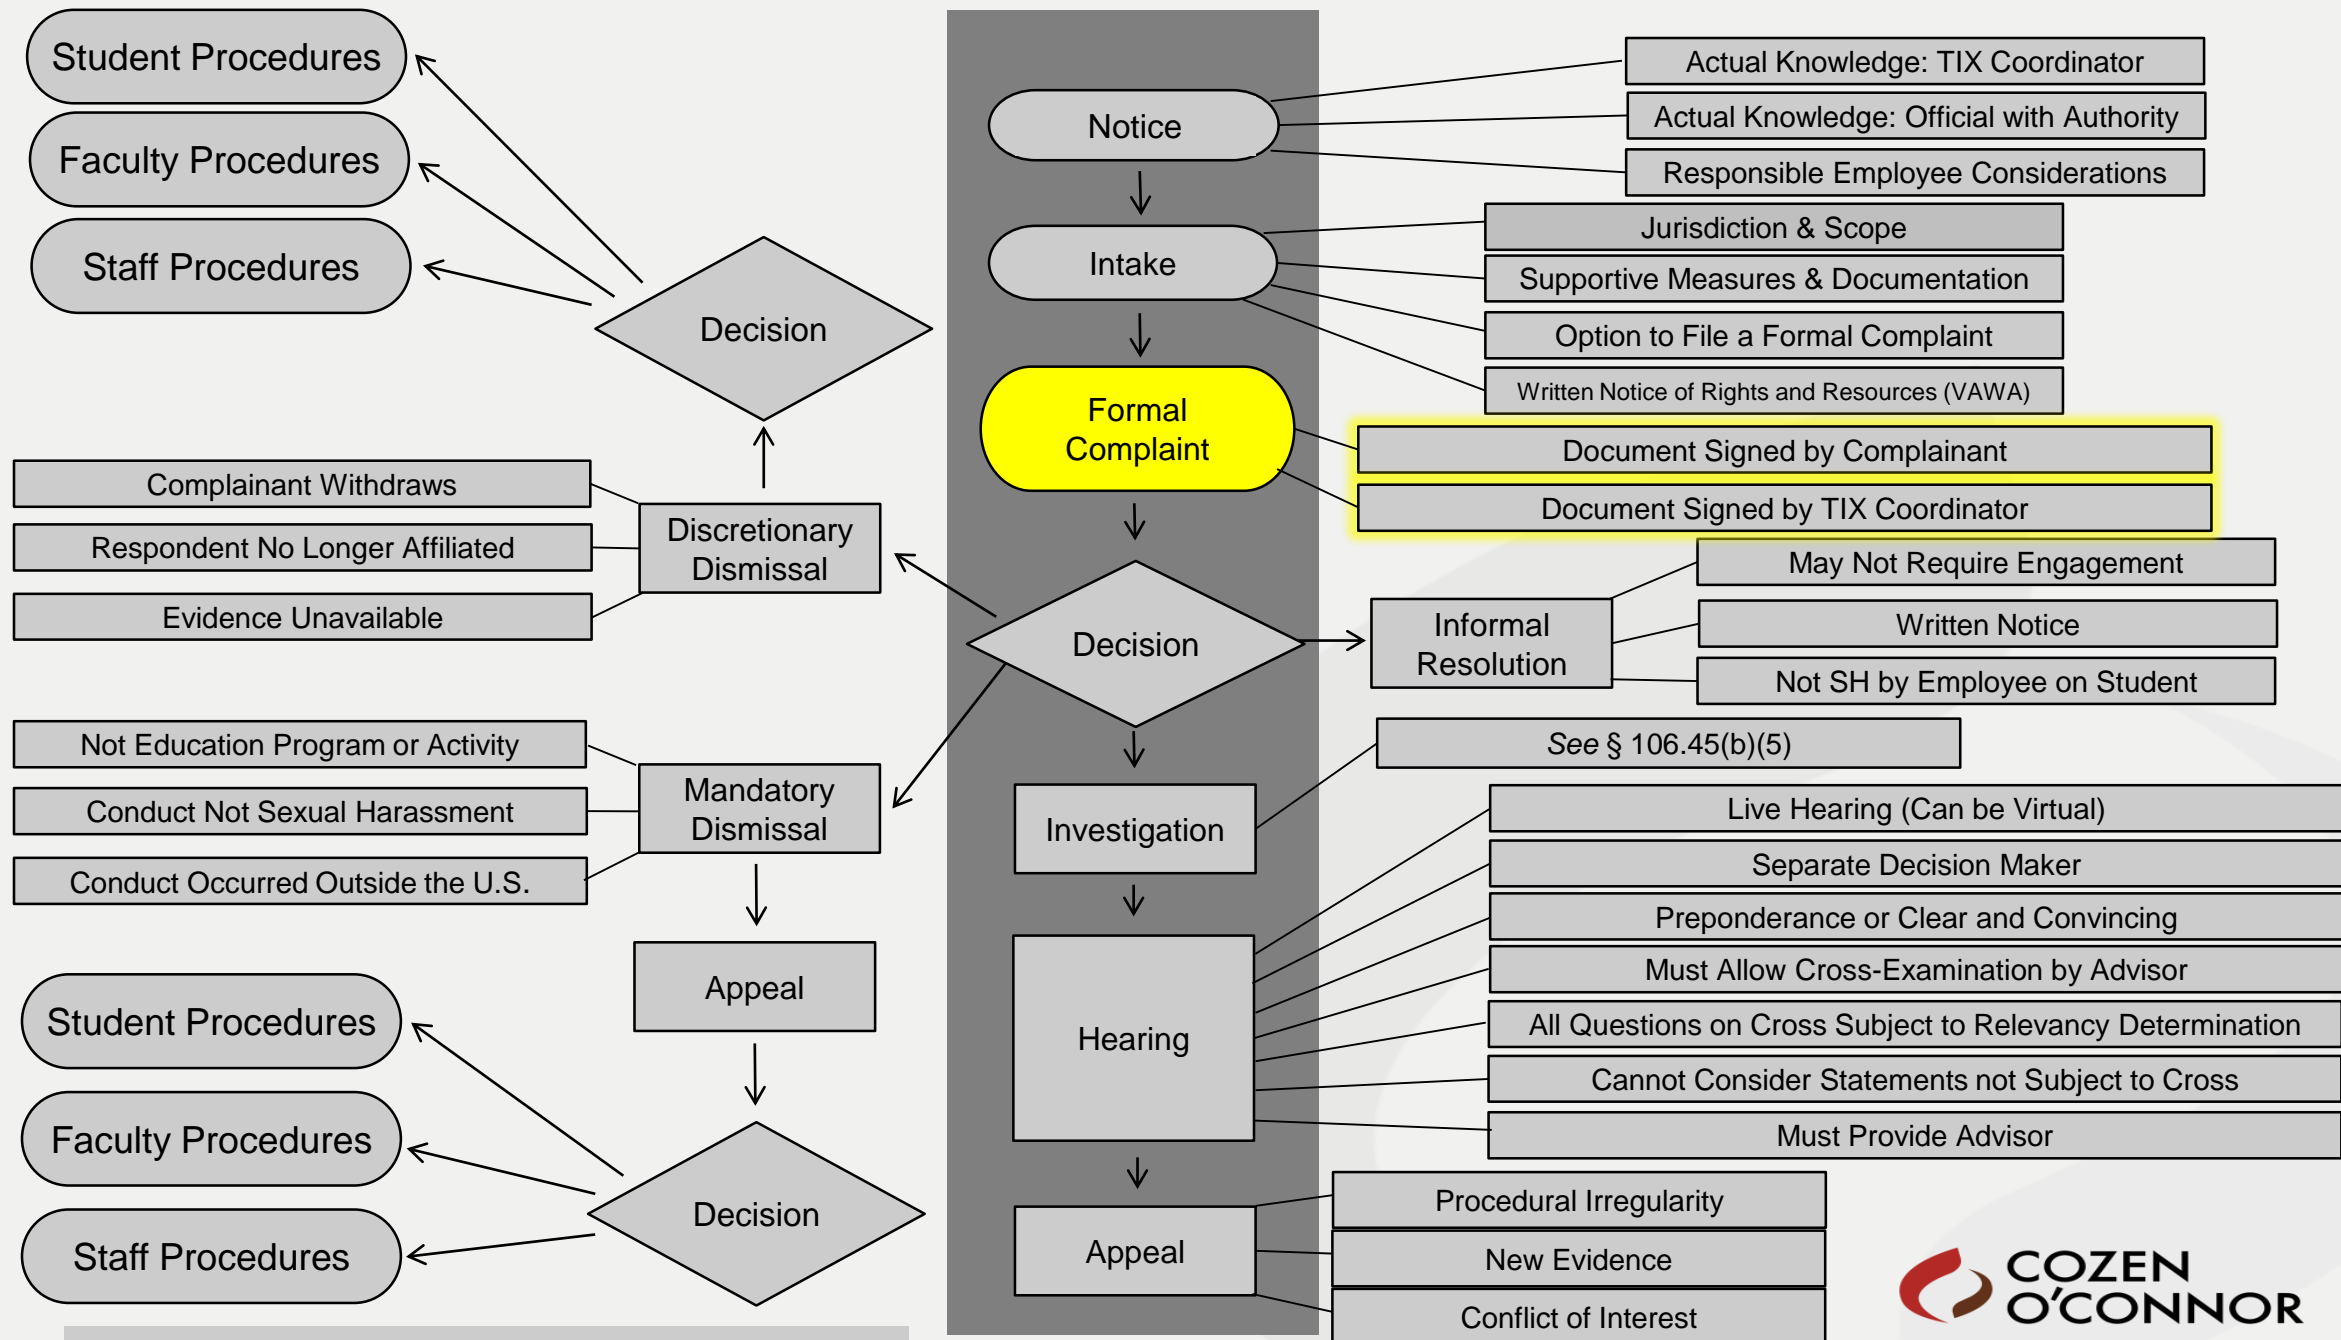 Student Procedures
Faculty Procedures
Staff Procedures
Decision
Complainant Withdraws
Respondent No Longer Affiliated
Evidence Unavailable
Discretionary
Dismissal
Not Education Program or Activity
Conduct Not Sexual Harassment
Conduct Occurred Outside the U.S.
Mandatory
Dismissal
Appeal
Student Procedures
Faculty Procedures
Staff Procedures
Decision
Notice
Intake
Formal
Complaint
Decision
Investigation
Hearing
Appeal
Actual Knowledge: TIX Coordinator
Actual Knowledge: Official with Authority
Responsible Employee Considerations
Jurisdiction & Scope
Supportive Measures & Documentation
Option to File a Formal Complaint
Written Notice of Rights and Resources (VAWA)
Document Signed by Complainant
Document Signed by TIX Coordinator
Informal
Resolution
May Not Require Engagement
Written Notice
Not SH by Employee on Student
See § 106.45(b)(5)
Live Hearing (Can be Virtual)
Separate Decision Maker
Preponderance or Clear and Convincing
Must Allow Cross-Examination by Advisor
All Questions on Cross Subject to Relevancy Determination
Cannot Consider Statements not Subject to Cross
Must Provide Advisor
Procedural Irregularity
New Evidence
Conflict of Interest
COZEN
O'CONNOR